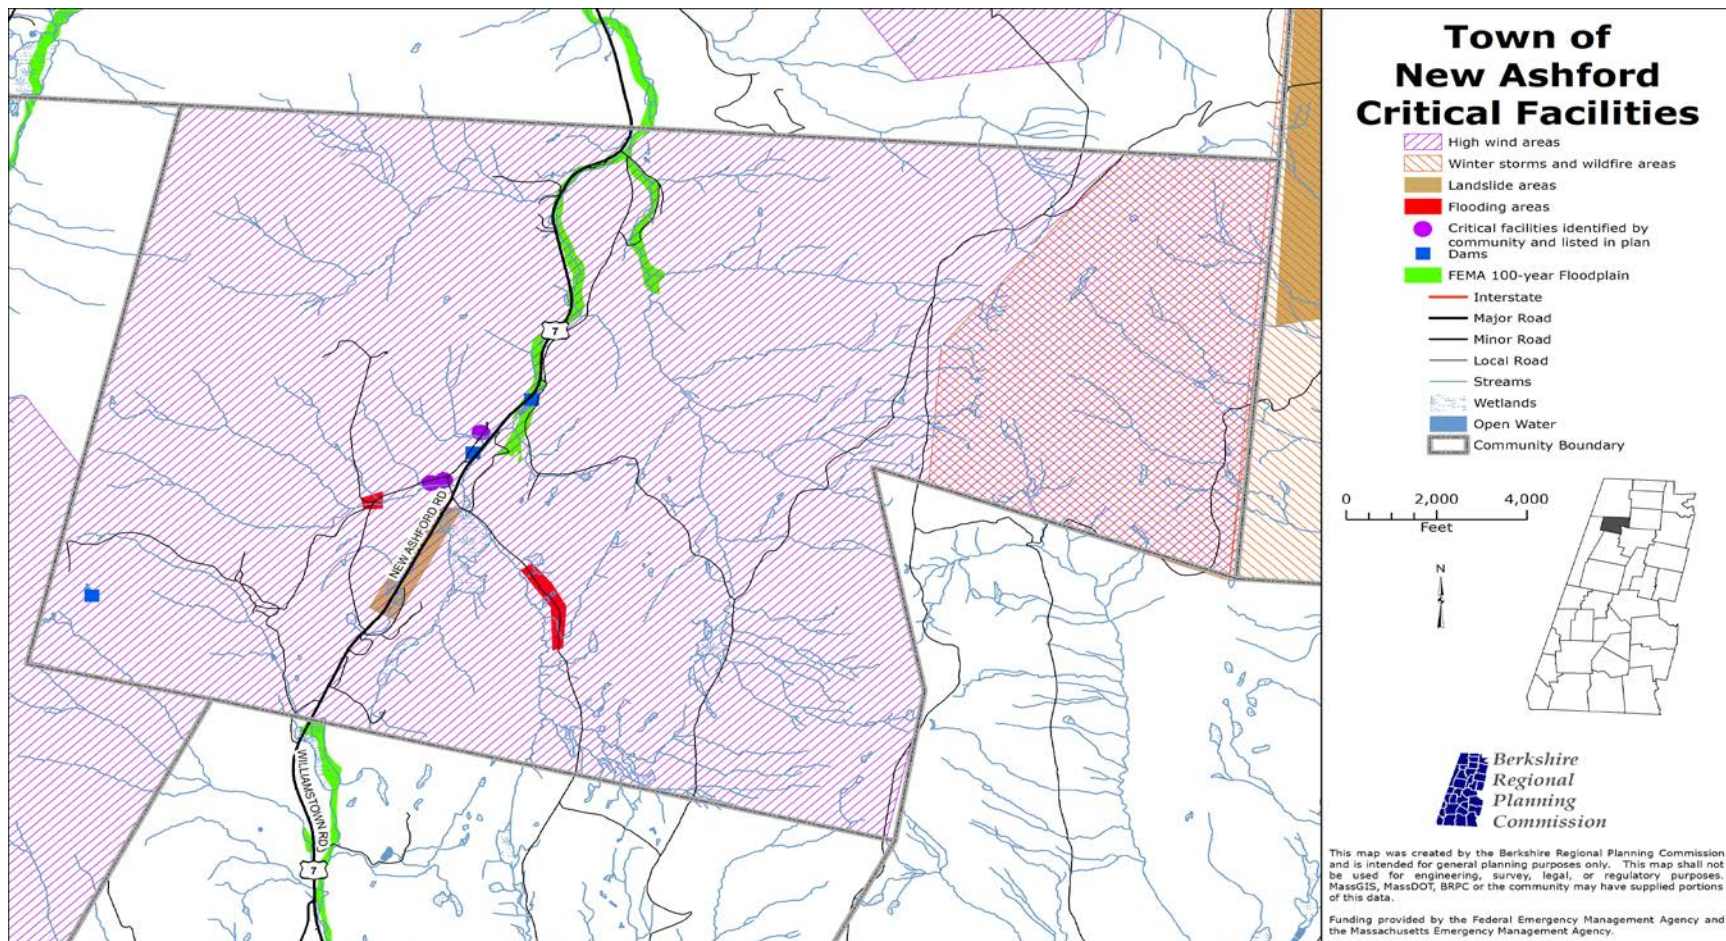 Town of
New Ashford
Critical Facilities
High wind areas
Winter storms and wildfire areas
Landslide areas
Flooding areas
Critical facilities identified by
community and listed in plan
Dams
FEMA 100-year Floodplain
Interstate
Major Road
Minor Road
Local Road
Streams
Wetlands
Open Water
Community Boundary
0 2,000 4,000
Feet
N
Berkshire
Regional
Planning
Commission
This map was created by the Berkshire Regional Planning Commission
and is intended for general planning purposes only. This map shall not
be used for engineering, survey, legal, or regulatory purposes.
MassGIS, MassDOT, BRPC or the community may have supplied portions
of this data.
Funding provided by the Federal Emergency Management Agency and
the Massachusetts Emergency Management Agency.
7
NEW ASHFORD RD
WILLIAMSTOWN RD
7